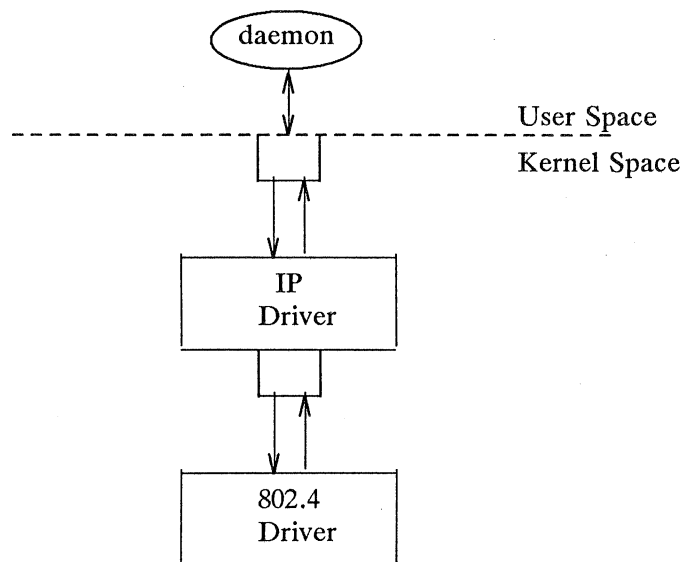 daemon
User Space
Kernel Space
IP
Driver
802.4
Driver